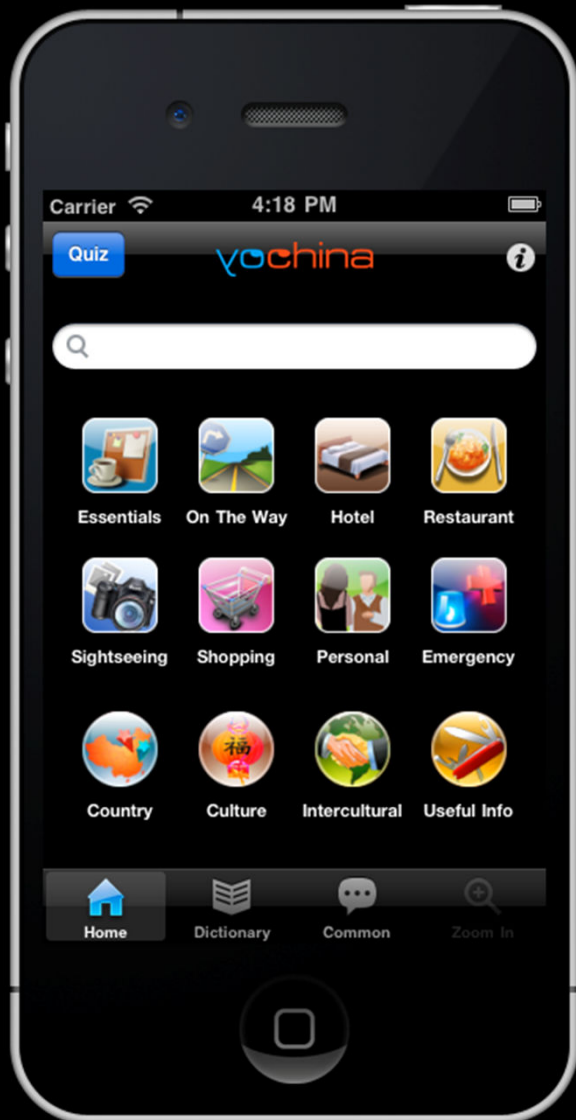 Carrier 4:18 PM
Quiz yochina i
Essentials On The Way Hotel Restaurant
Sightseeing Shopping Personal Emergency
福
Country Culture Intercultural Useful Info
Home Dictionary Common Zoom In